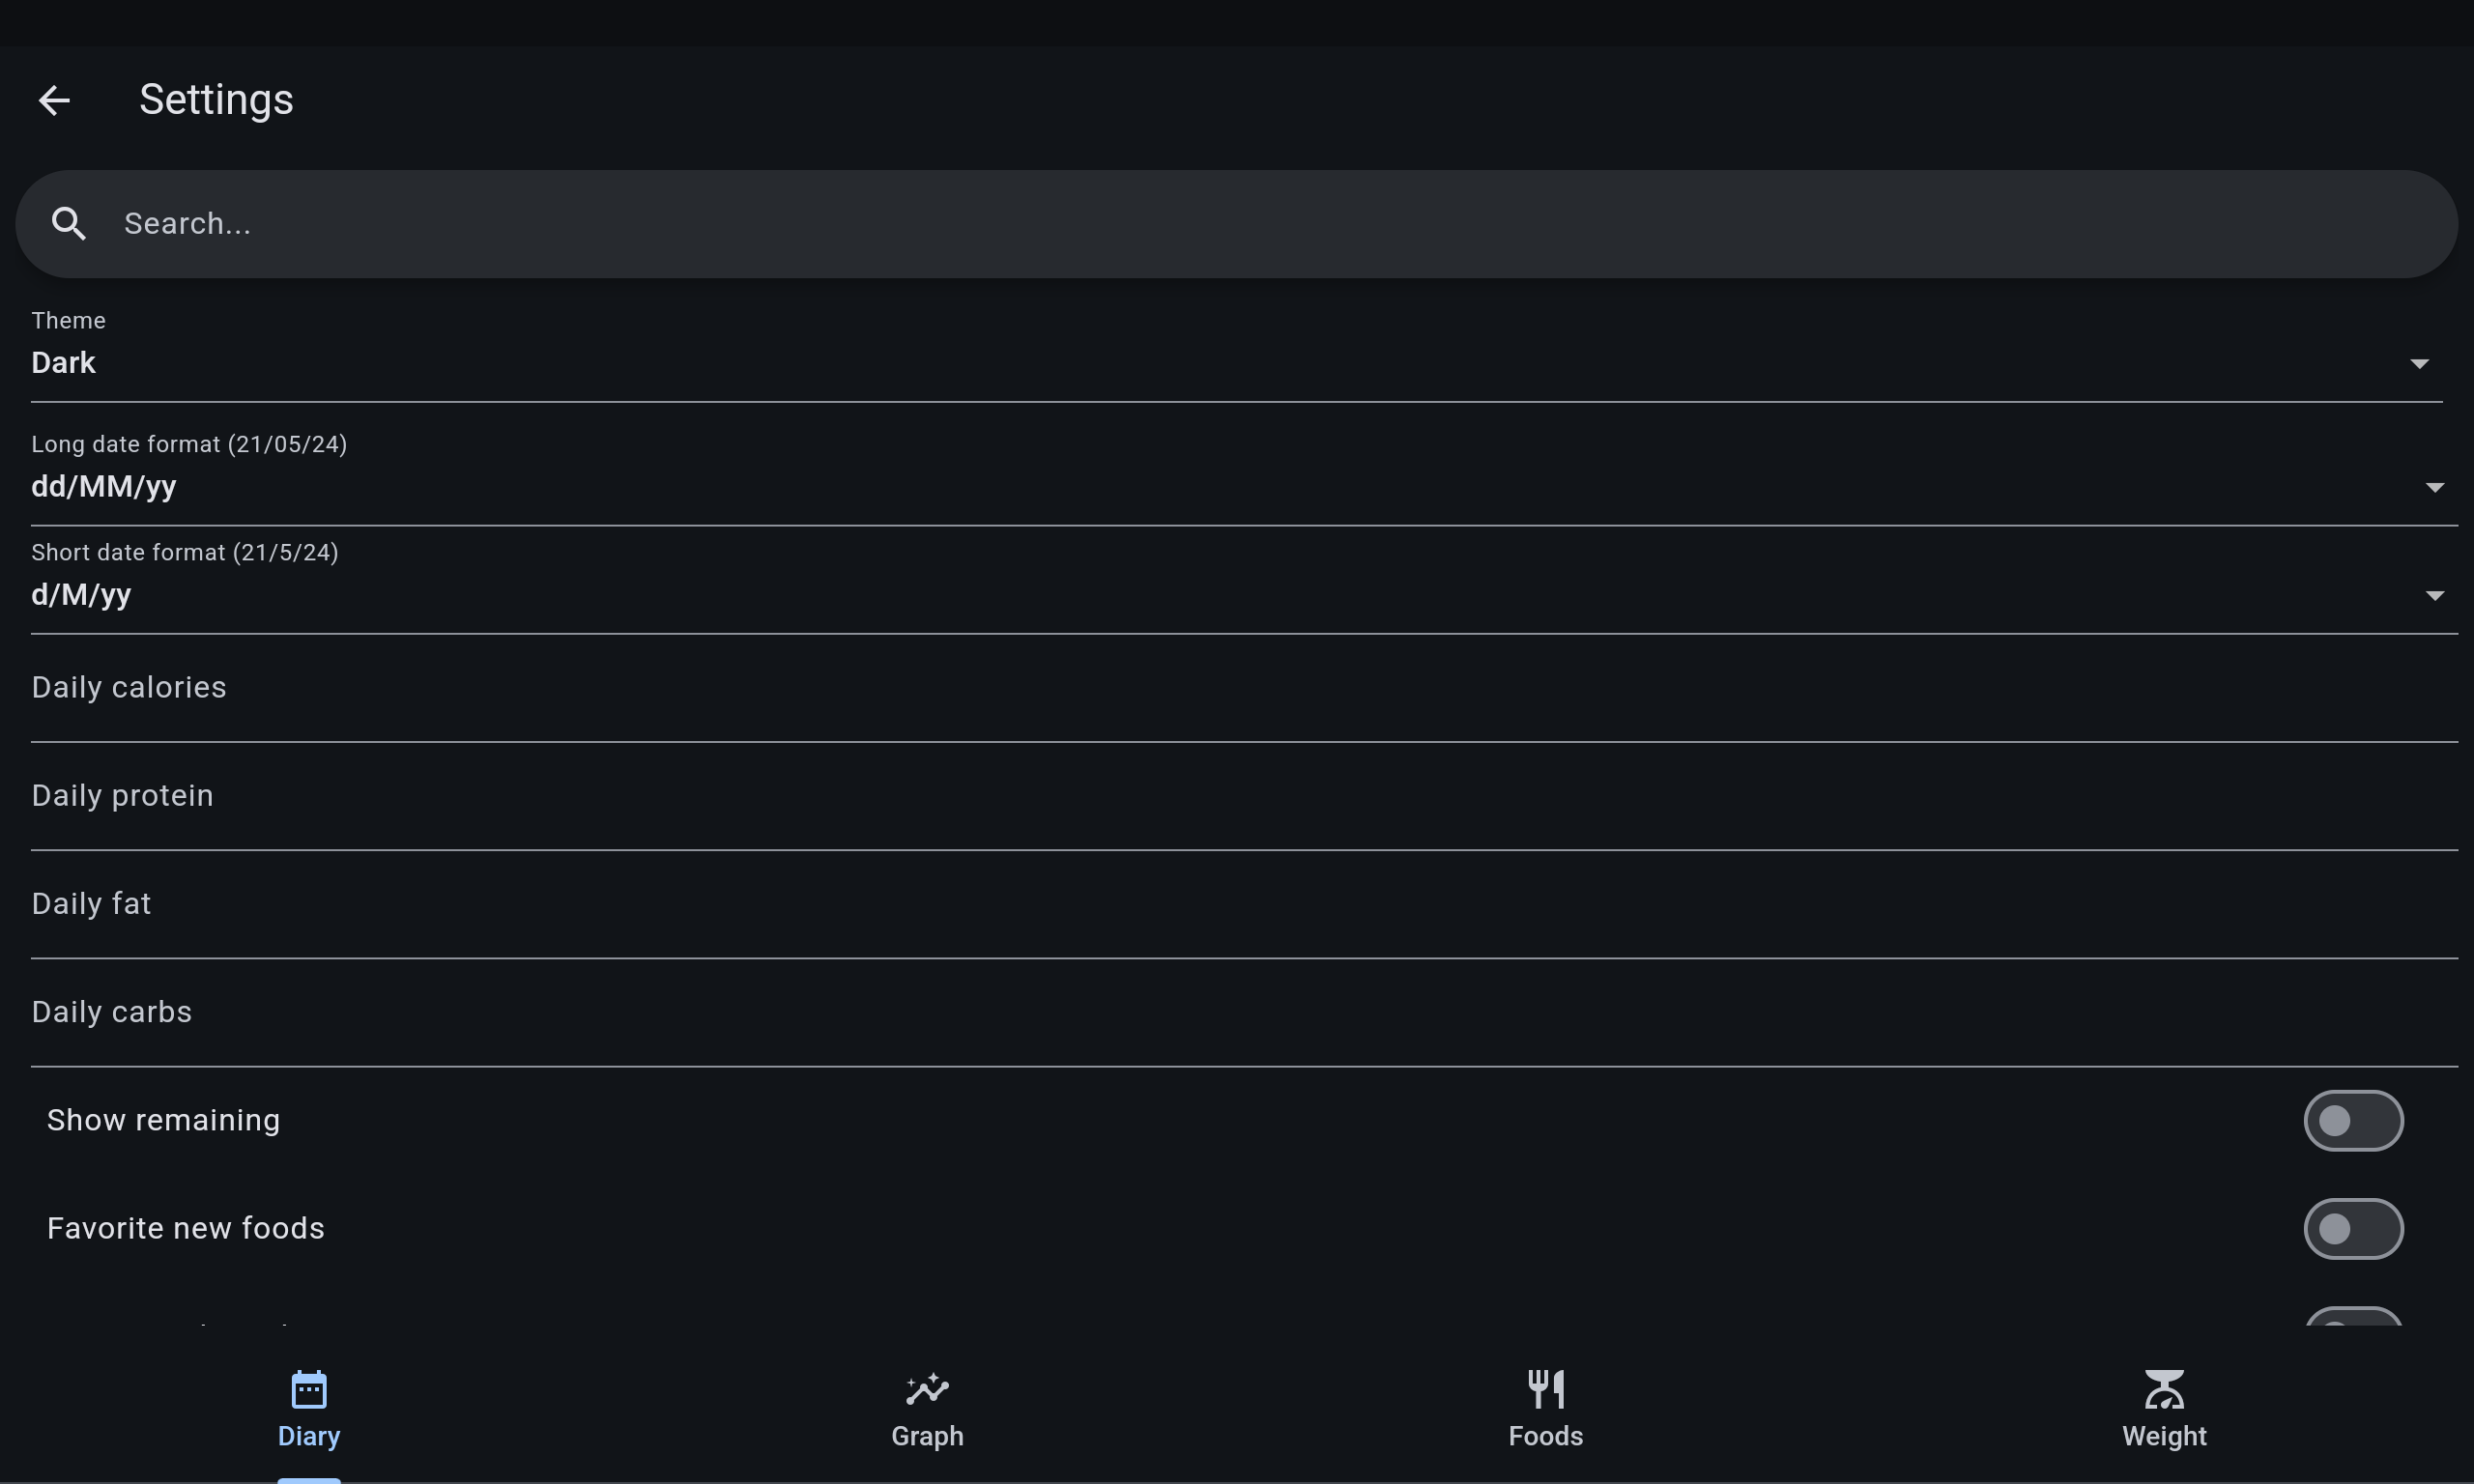 Settings
Search...
Theme
Dark
Long date format (21/05/24)
dd/MM/yy
Short date format (21/5/24)
d/M/yy
Daily calories
Daily protein
Daily fat
Daily carbs
Show remaining
Favorite new foods
Diary
Graph
Foods
Weight